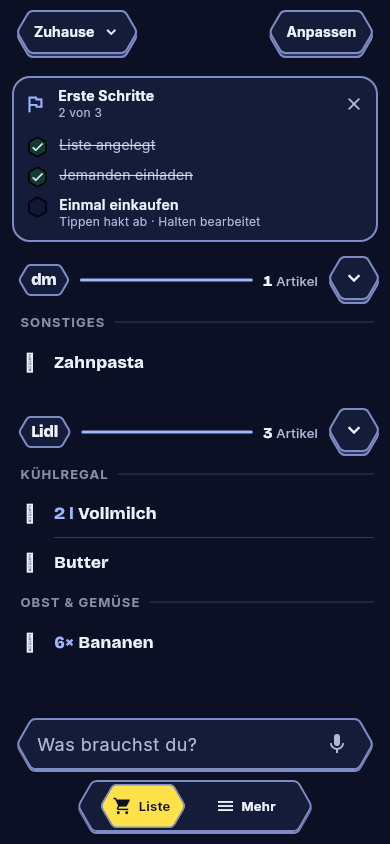 Zuhause
Anpassen
Erste Schritte
2 von 3
Liste angelegt
Jemanden einladen
Einmal einkaufen
Tippen hakt ab · Halten bearbeitet
dm
1 Artikel
SONSTIGES
Zahnpasta
Lidl
3 Artikel
KÜHLREGAL
2 l Vollmilch
Butter
OBST & GEMÜSE
6× Bananen
Was brauchst du?
Liste
Mehr